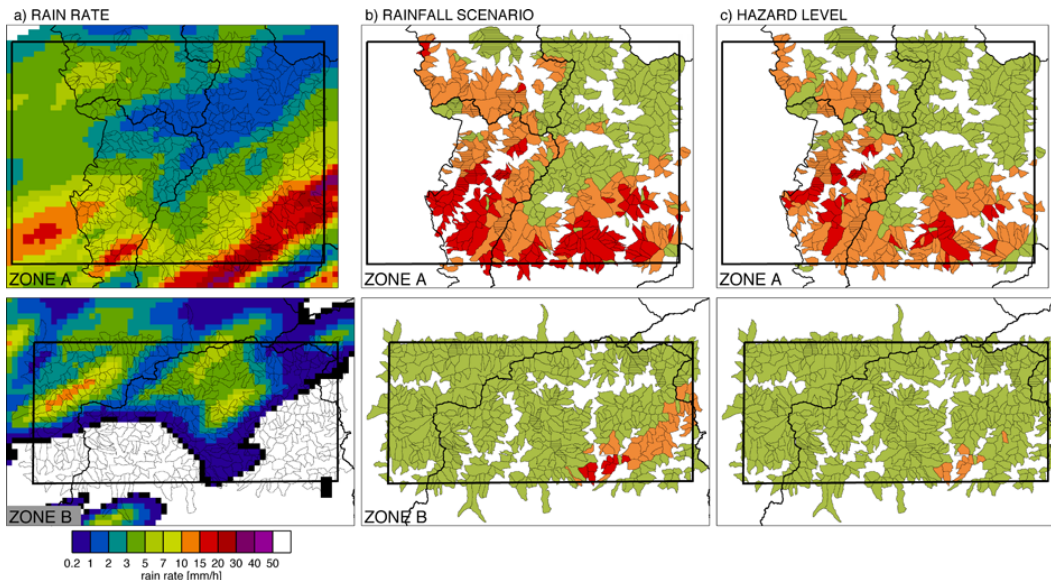 a) RAIN RATE
b) RAINFALL SCENARIO
c) HAZARD LEVEL
ZONE A
ZONE A
ZONE A
ZONE B
ZONE B
ZONE B
0.2 1 2 3 5 7 10 15 20 30 40 50
rain rate [mm/h]